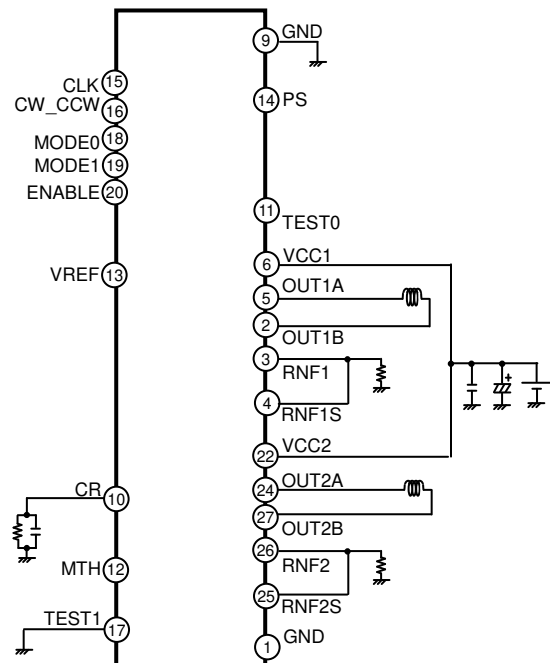 9 GND
15 CLK
16 CW_CCW
14 PS
18 MODE0
19 MODE1
20 ENABLE
11 TEST0
6 VCC1
VREF 13
5 OUT1A
2 OUT1B
3 RNF1
4 RNF1S
22 VCC2
24 OUT2A
CR 10
27 OUT2B
26 RNF2
MTH 12
25 RNF2S
TEST1 17
1 GND
+